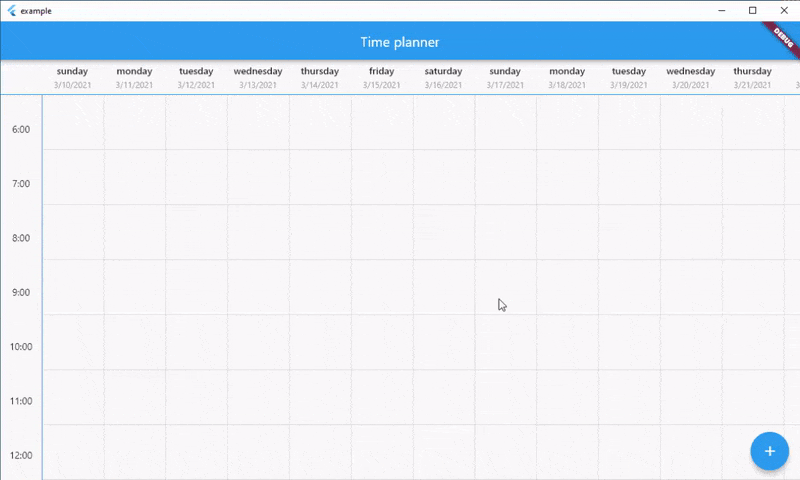 example
DEBUG
Time planner
sunday monday tuesday wednesday thursday friday saturday sunday monday tuesday wednesday thursday
3/10/2021 3/11/2021 3/12/2021 3/13/2021 3/14/2021 3/15/2021 3/16/2021 3/17/2021 3/18/2021 3/19/2021 3/20/2021 3/21/2021
6:00
7:00
8:00
9:00
10:00
11:00
12:00
+